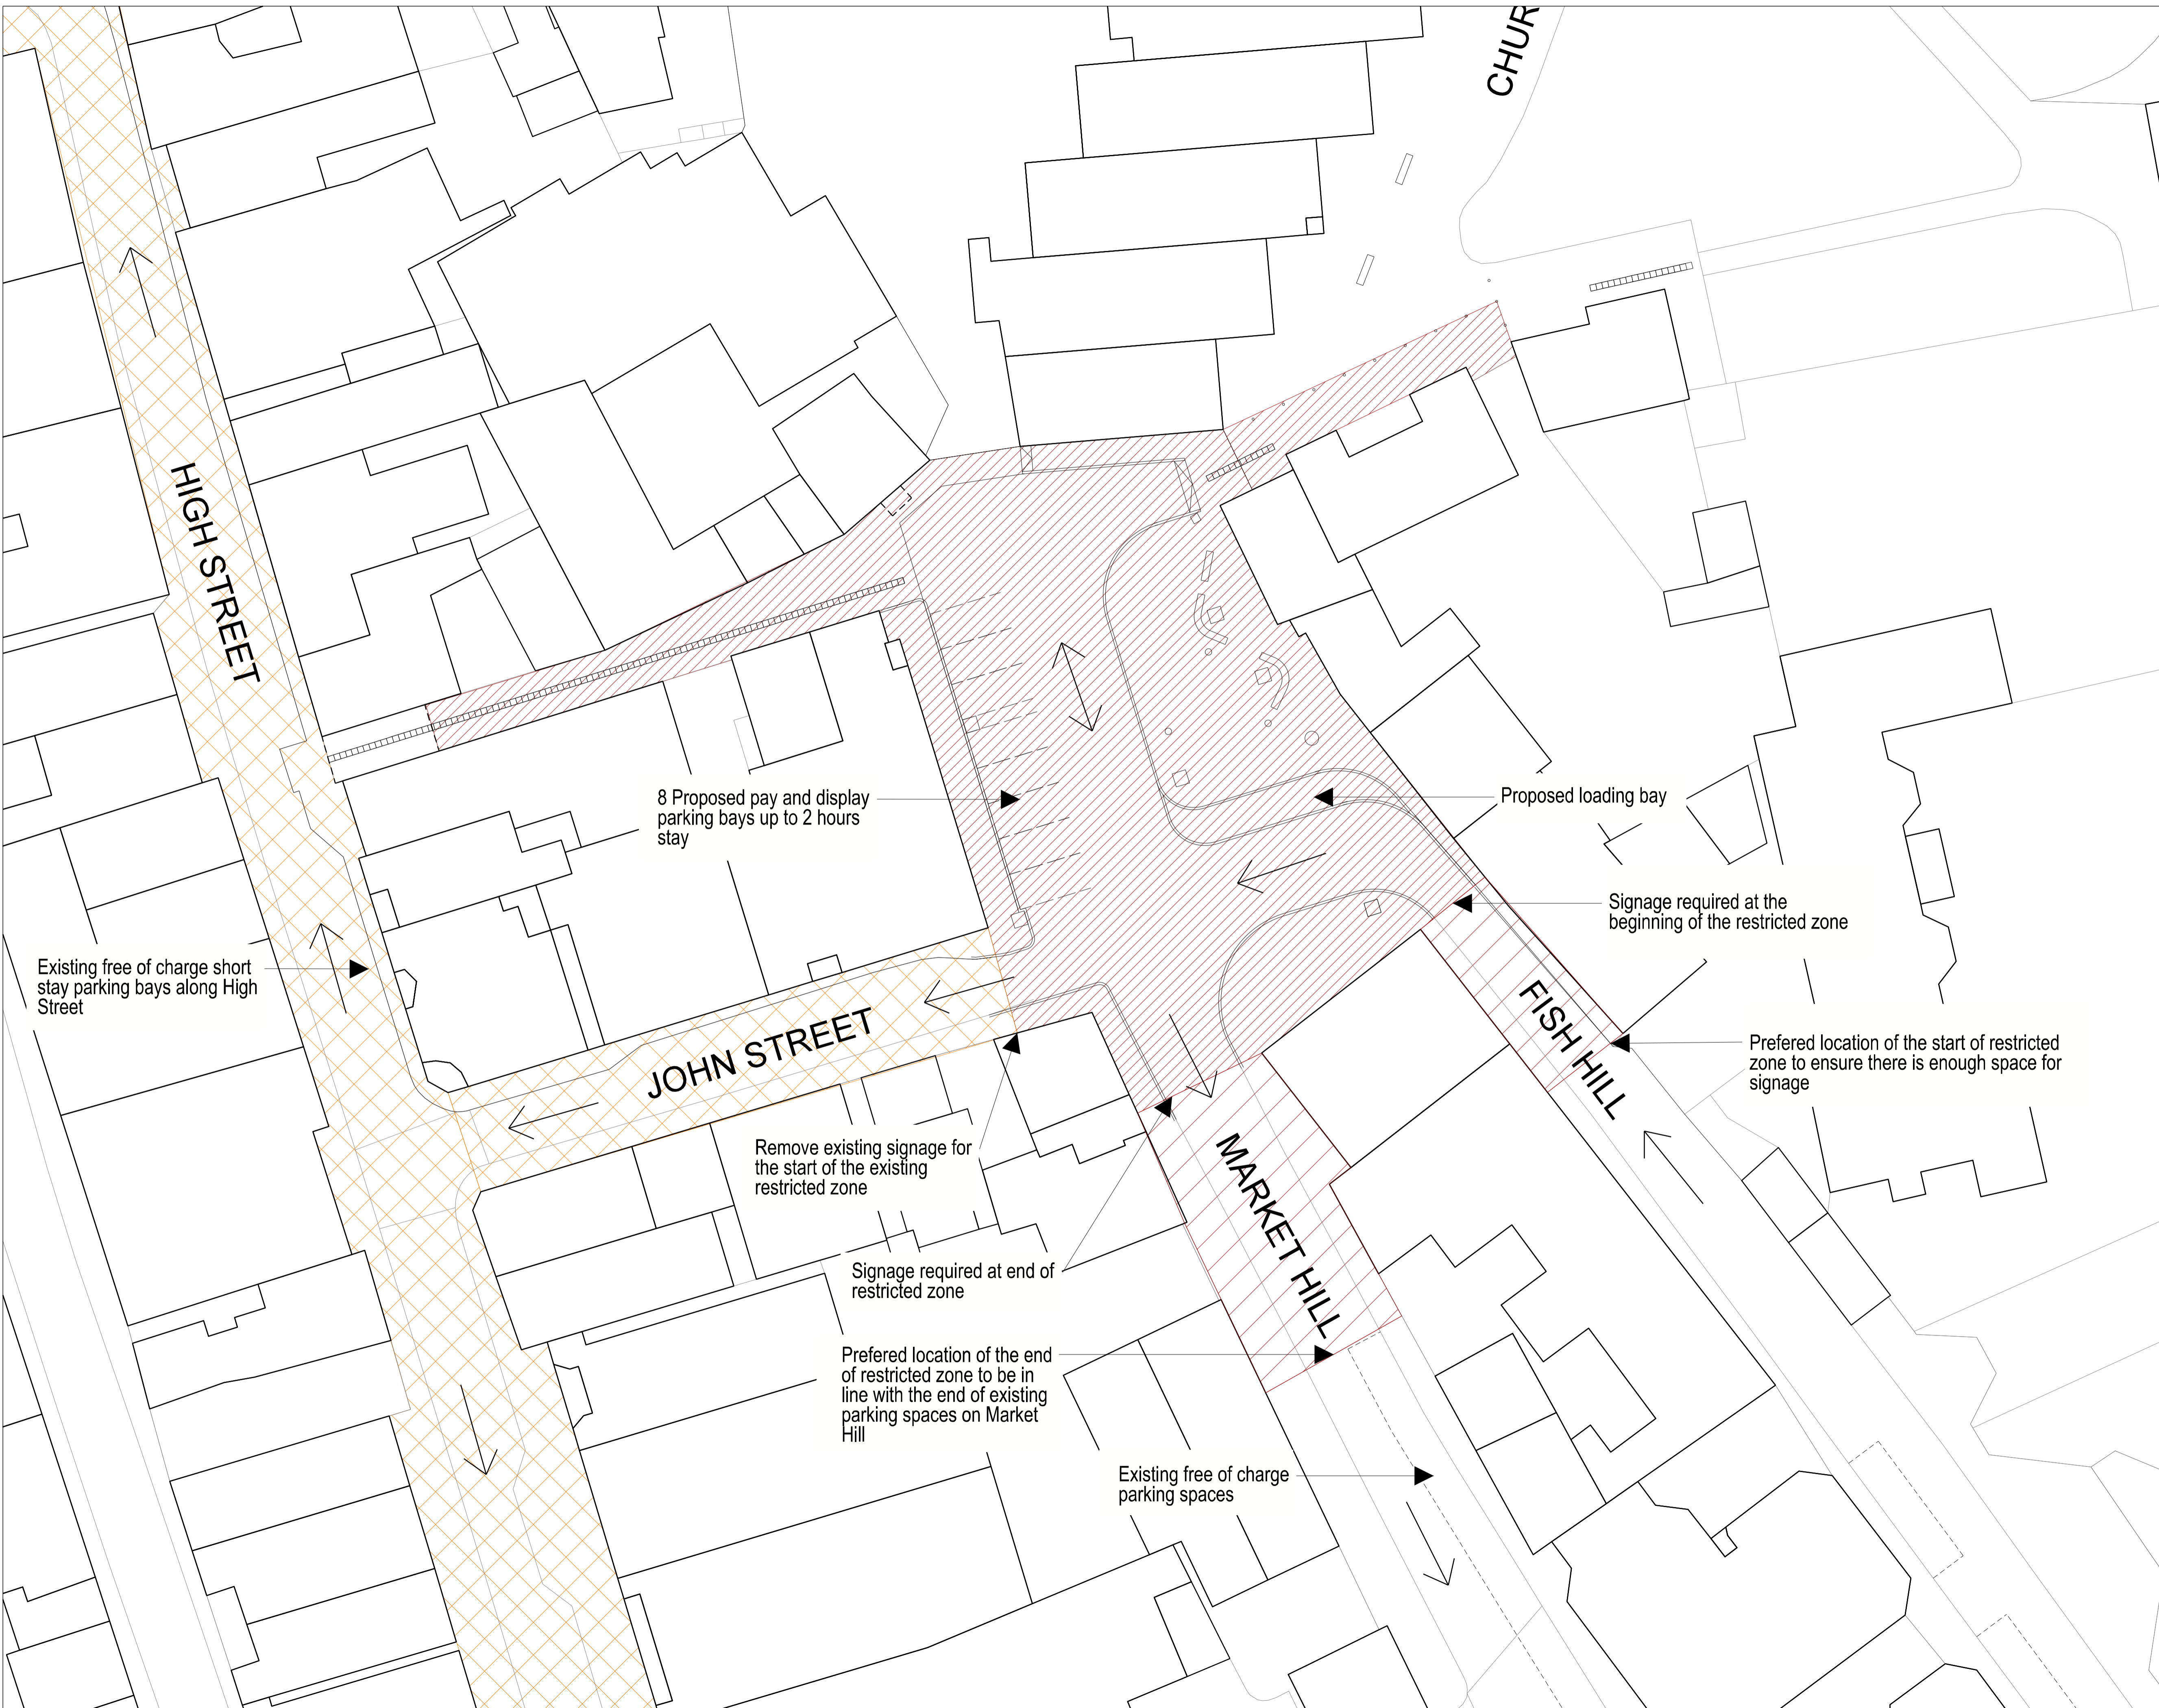 CHUR
HIGH STREET
8 Proposed pay and display
parking bays up to 2 hours
stay
Proposed loading bay
Signage required at the
beginning of the restricted zone
Existing free of charge short
stay parking bays along High
Street
FISH HILL
JOHN STREET
Prefered location of the start of restricted
zone to ensure there is enough space for
signage
Remove existing signage for
the start of the existing
restricted zone
MARKET HILL
Signage required at end of
restricted zone
Prefered location of the end
of restricted zone to be in
line with the end of existing
parking spaces on Market
Hill
Existing free of charge
parking spaces